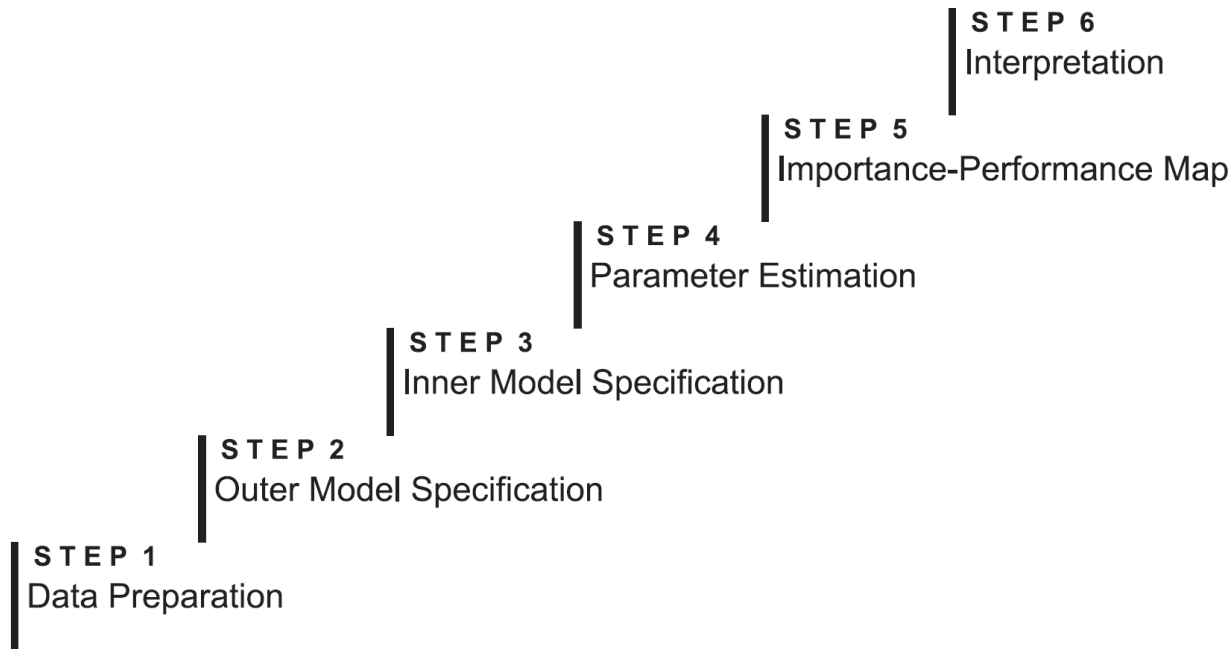 STEP 6
Interpretation
STEP 5
Importance-Performance Map
STEP 4
Parameter Estimation
STEP 3
Inner Model Specification
STEP 2
Outer Model Specification
STEP 1
Data Preparation